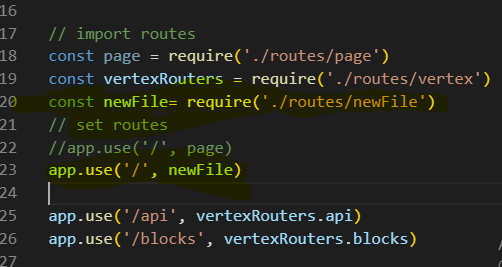 16
17 // import routes
18 const page = require('./routes/page')
19 const vertexRouters = require('./routes/vertex')
20 const newFile= require('./routes/newFile')
21 // set routes
22 //app.use('/', page)
23 app.use('/', newFile)
24
25 app.use('/api', vertexRouters.api)
26 app.use('/blocks', vertexRouters.blocks)
27